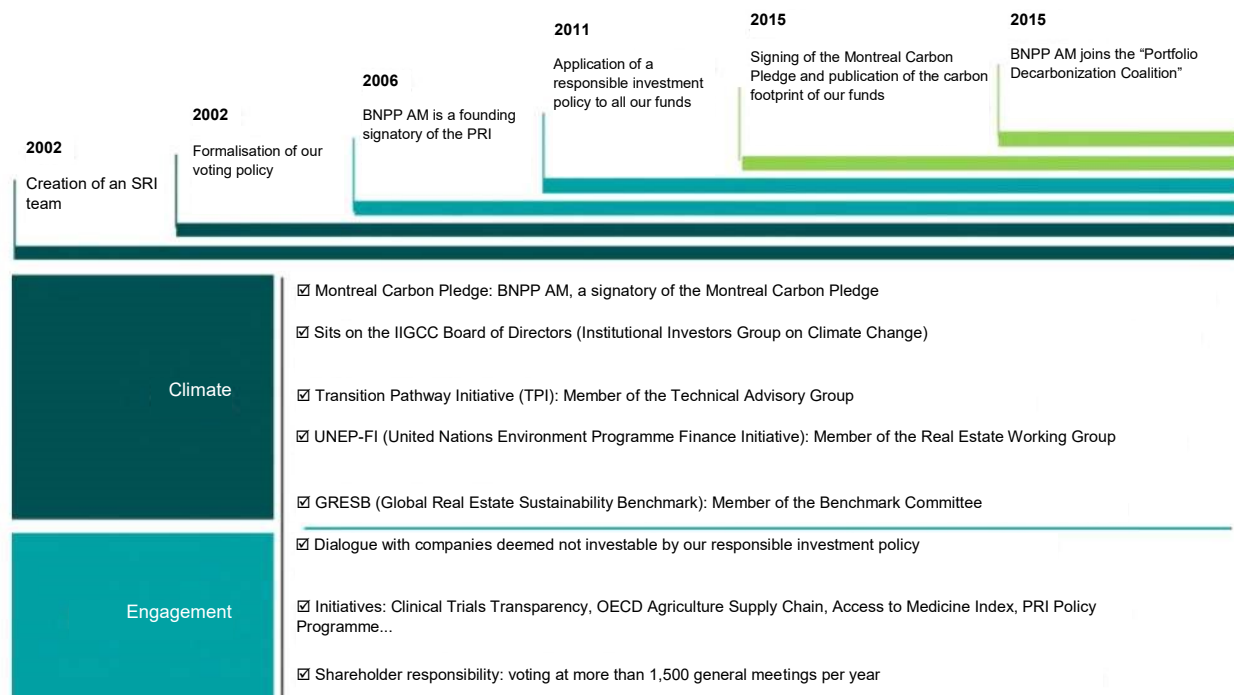 2002
Creation of an SRI
team
2002
Formalisation of our
voting policy
2006
BNPP AM is a founding
signatory of the PRI
2011
Application of a
responsible investment
policy to all our funds
2015
Signing of the Montreal Carbon
Pledge and publication of the carbon
footprint of our funds
2015
BNPP AM joins the “Portfolio
Decarbonization Coalition”
Climate
☑ Montreal Carbon Pledge: BNPP AM, a signatory of the Montreal Carbon Pledge
☑ Sits on the IIGCC Board of Directors (Institutional Investors Group on Climate Change)
☑ Transition Pathway Initiative (TPI): Member of the Technical Advisory Group
☑ UNEP-FI (United Nations Environment Programme Finance Initiative): Member of the Real Estate Working Group
☑ GRESB (Global Real Estate Sustainability Benchmark): Member of the Benchmark Committee
Engagement
☑ Dialogue with companies deemed not investable by our responsible investment policy
☑ Initiatives: Clinical Trials Transparency, OECD Agriculture Supply Chain, Access to Medicine Index, PRI Policy
Programme...
☑ Shareholder responsibility: voting at more than 1,500 general meetings per year